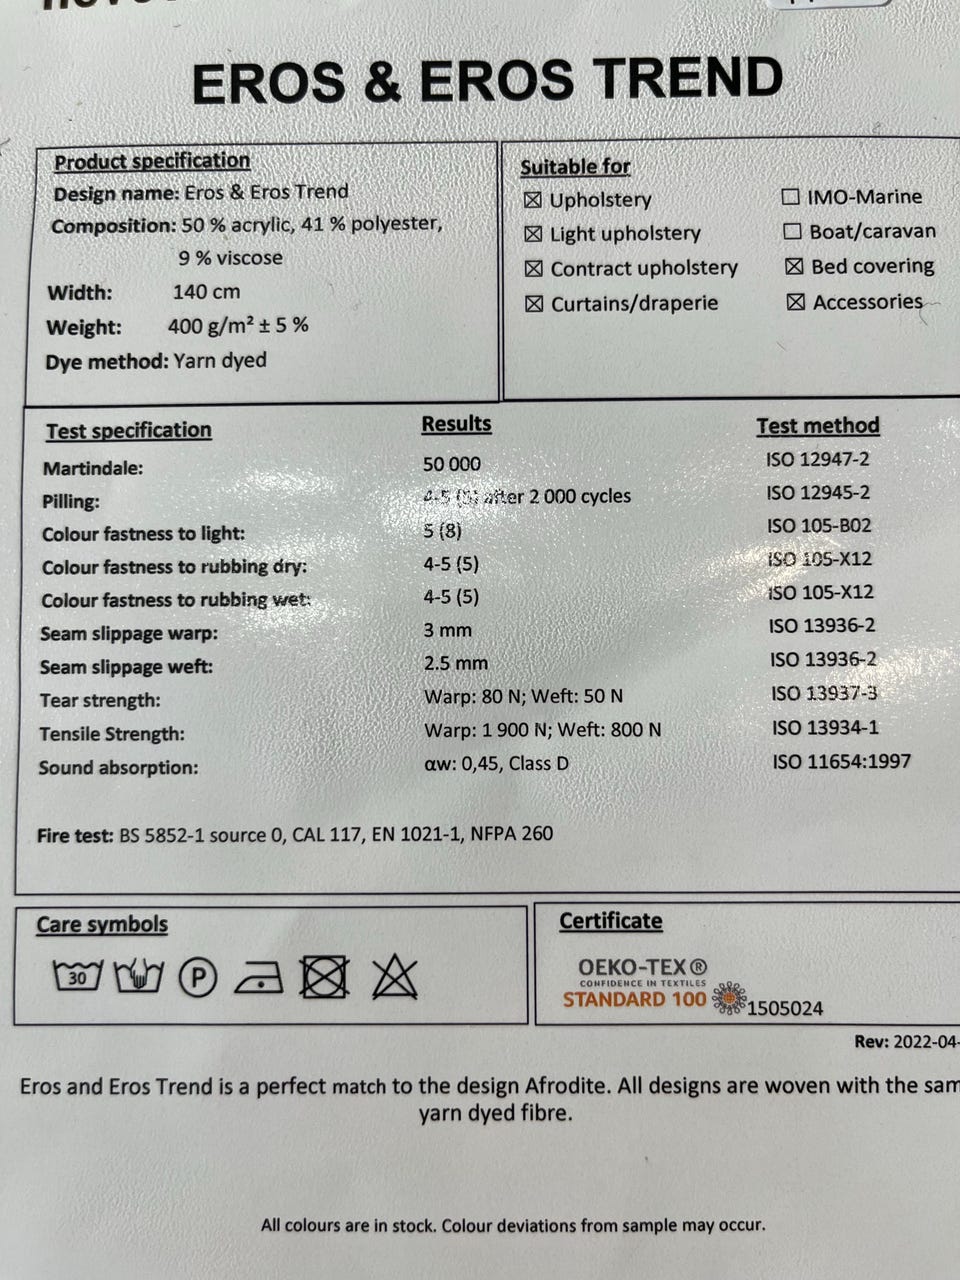 EROS & EROS TREND
Product specification
Design name: Eros & Eros Trend
Composition: 50 % acrylic, 41 % polyester,
9 % viscose
Width: 140 cm
Weight: 400 g/m² ± 5 %
Dye method: Yarn dyed
Suitable for
☒ Upholstery ☐ IMO-Marine
☒ Light upholstery ☐ Boat/caravan
☒ Contract upholstery ☒ Bed covering
☒ Curtains/draperie ☒ Accessories
Test specification Results Test method
Martindale: 50 000 ISO 12947-2
Pilling: 4-5 (5) after 2 000 cycles ISO 12945-2
Colour fastness to light: 5 (8) ISO 105-B02
Colour fastness to rubbing dry: 4-5 (5) ISO 105-X12
Colour fastness to rubbing wet: 4-5 (5) ISO 105-X12
Seam slippage warp: 3 mm ISO 13936-2
Seam slippage weft: 2.5 mm ISO 13936-2
Tear strength: Warp: 80 N; Weft: 50 N ISO 13937-3
Tensile Strength: Warp: 1 900 N; Weft: 800 N ISO 13934-1
Sound absorption: αw: 0,45, Class D ISO 11654:1997
Fire test: BS 5852-1 source 0, CAL 117, EN 1021-1, NFPA 260
Care symbols
30 P
Certificate
OEKO-TEX®
CONFIDENCE IN TEXTILES
STANDARD 100 1505024
Rev: 2022-04-
Eros and Eros Trend is a perfect match to the design Afrodite. All designs are woven with the sam
yarn dyed fibre.
All colours are in stock. Colour deviations from sample may occur.